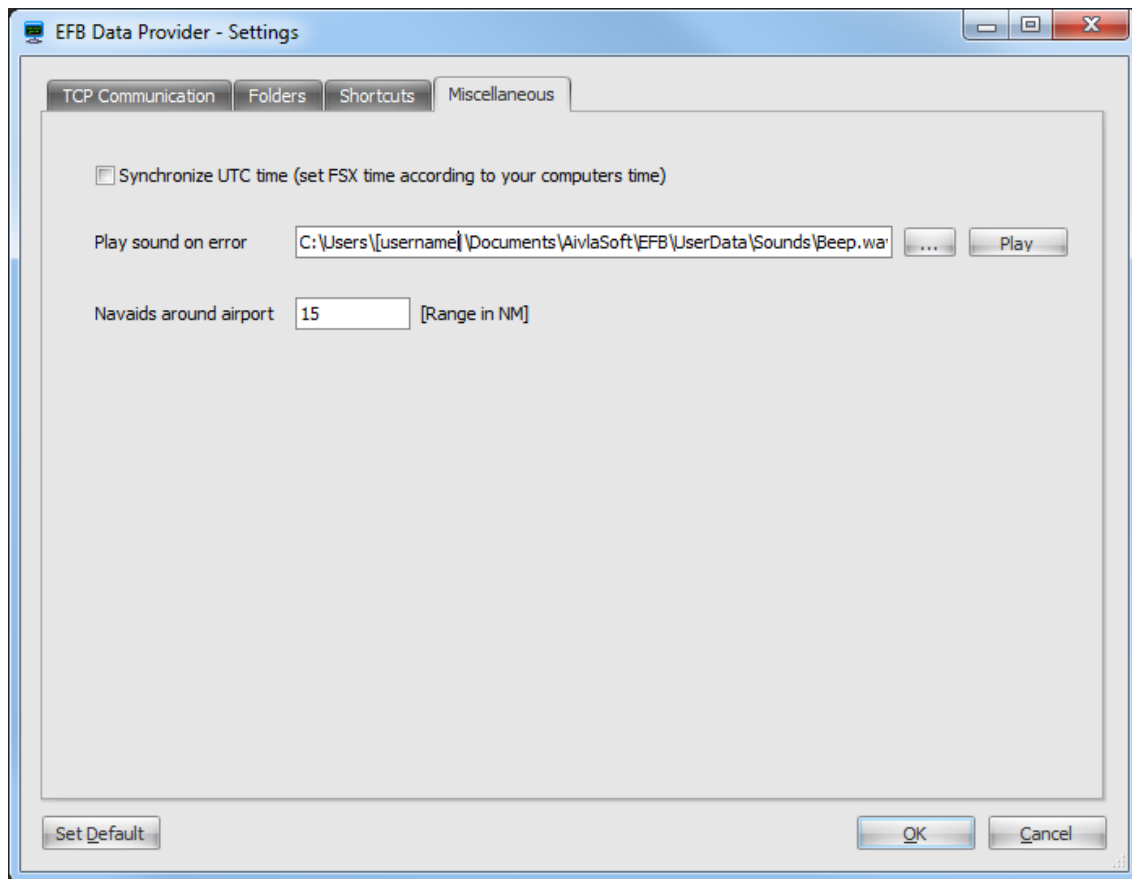 EFB Data Provider - Settings
TCP Communication Folders Shortcuts Miscellaneous
Synchronize UTC time (set FSX time according to your computers time)
Play sound on error C:\Users\[username]\Documents\AivlaSoft\EFB\UserData\Sounds\Beep.wav ... Play
Navaids around airport 15 [Range in NM]
Set Default OK Cancel